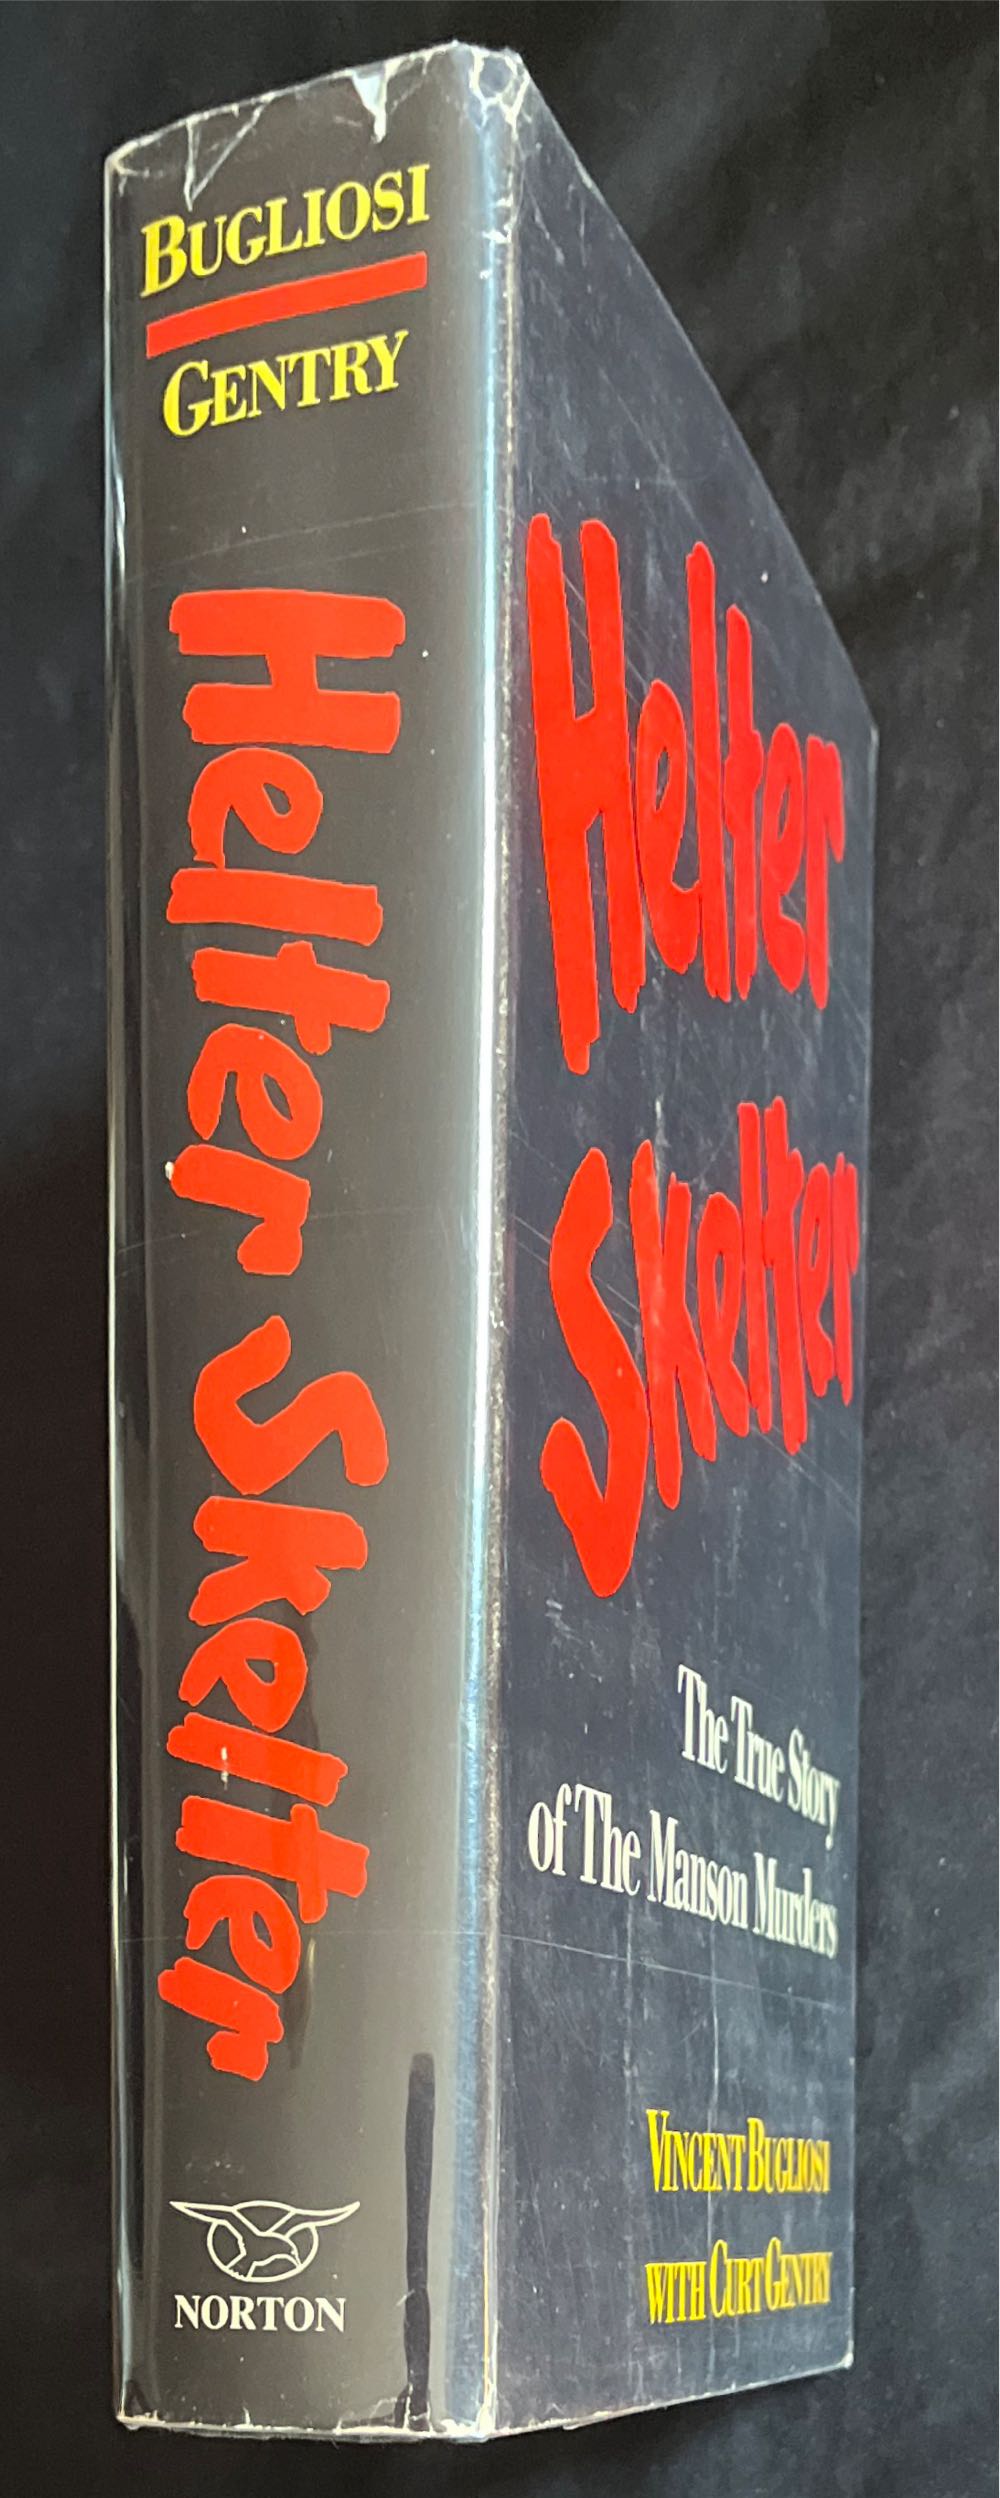 BUGLIOSI
GENTRY
Helter Skelter
NORTON
Helter
Skelter
The True Story
of The Manson Murders
VINCENT BUGLIOSI
WITH CURT GENTRY